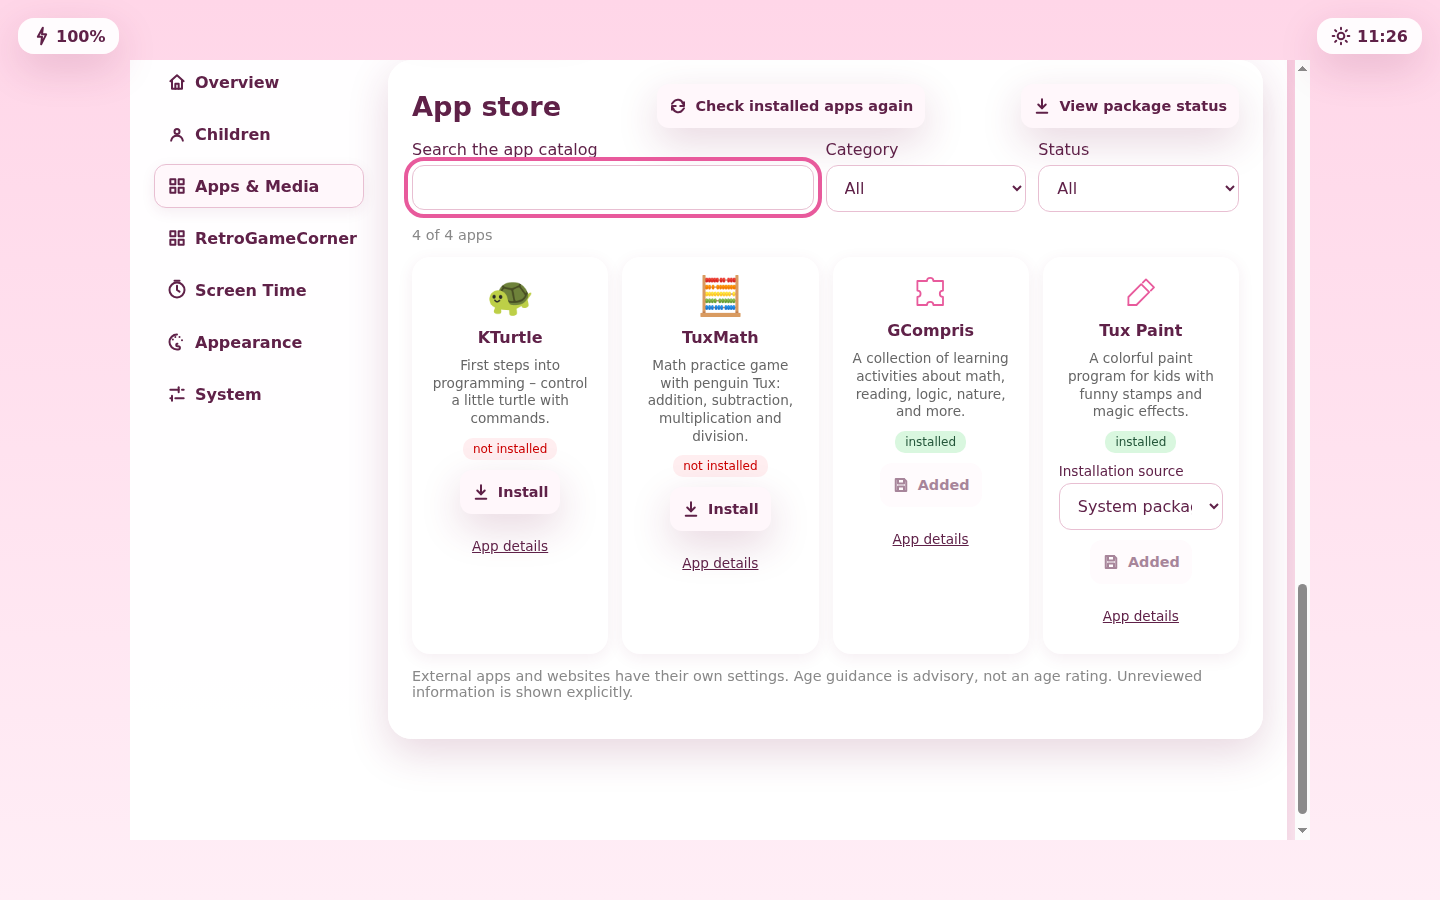 100%
11:26
Overview
Children
Apps & Media
RetroGameCorner
Screen Time
Appearance
System
App store
Check installed apps again
View package status
Search the app catalog
Category
Status
All
All
4 of 4 apps
KTurtle
First steps into
programming – control
a little turtle with
commands.
not installed
Install
App details
TuxMath
Math practice game
with penguin Tux:
addition, subtraction,
multiplication and
division.
not installed
Install
App details
GCompris
A collection of learning
activities about math,
reading, logic, nature,
and more.
installed
Added
App details
Tux Paint
A colorful paint
program for kids with
funny stamps and
magic effects.
installed
Installation source
System packa
Added
App details
External apps and websites have their own settings. Age guidance is advisory, not an age rating. Unreviewed
information is shown explicitly.